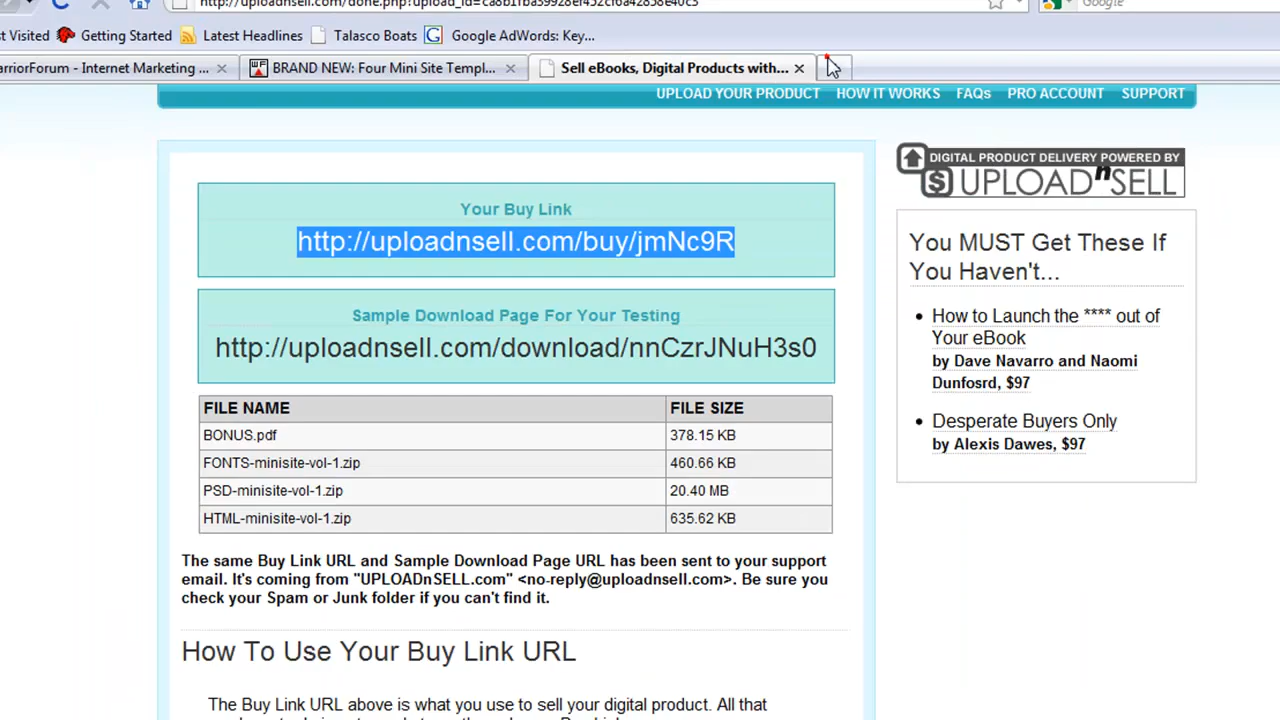 http://uploadnsell.com/done.php?upload_id=ca8b1fba39928ef452cf6a42858e40c3 Google
st Visited Getting Started Latest Headlines Talasco Boats Google AdWords: Key...
arriorForum - Internet Marketing ... BRAND NEW: Four Mini Site Templ... Sell eBooks, Digital Products with...
UPLOAD YOUR PRODUCT HOW IT WORKS FAQs PRO ACCOUNT SUPPORT
Your Buy Link
http://uploadnsell.com/buy/jmNc9R
Sample Download Page For Your Testing
http://uploadnsell.com/download/nnCzrJNuH3s0
FILE NAME FILE SIZE
BONUS.pdf 378.15 KB
FONTS-minisite-vol-1.zip 460.66 KB
PSD-minisite-vol-1.zip 20.40 MB
HTML-minisite-vol-1.zip 635.62 KB
The same Buy Link URL and Sample Download Page URL has been sent to your support
email. It's coming from "UPLOADnSELL.com" <no-reply@uploadnsell.com>. Be sure you
check your Spam or Junk folder if you can't find it.
How To Use Your Buy Link URL
The Buy Link URL above is what you use to sell your digital product. All that
DIGITAL PRODUCT DELIVERY POWERED BY
$ UPLOADnSELL
You MUST Get These If
You Haven't...
How to Launch the **** out of
Your eBook
by Dave Navarro and Naomi
Dunfosrd, $97
Desperate Buyers Only
by Alexis Dawes, $97